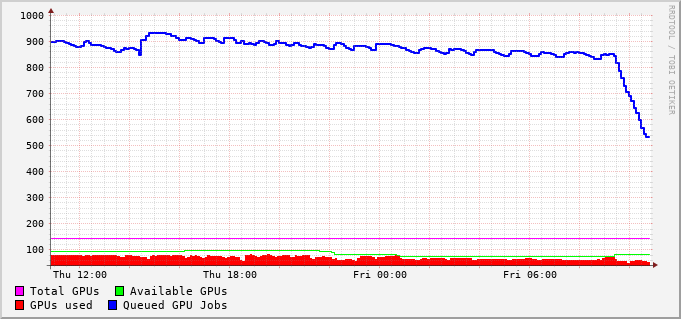 1000
900
800
700
600
500
400
300
200
100
Thu 12:00 Thu 18:00 Fri 00:00 Fri 06:00
Total GPUs Available GPUs
GPUs used Queued GPU Jobs
RRDTOOL / TOBI OETIKER